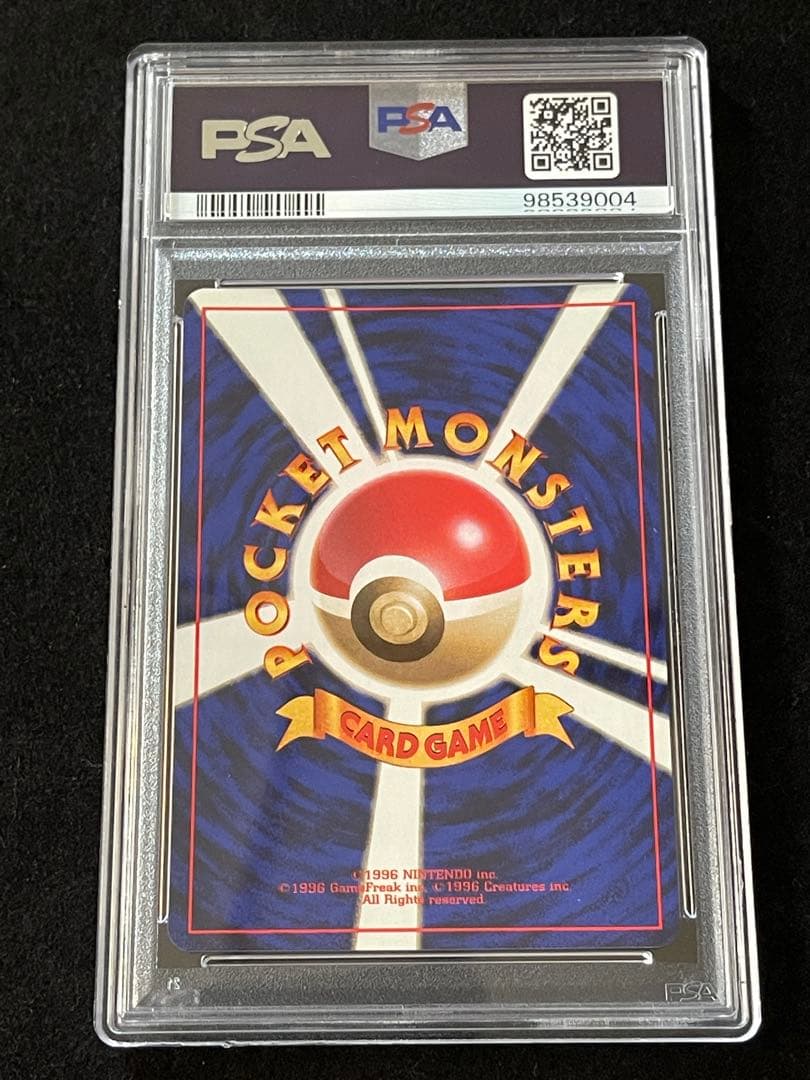 PSA
PSA
98539004
POCKET MONSTERS
CARD GAME
©1996 NINTENDO inc.
©1996 GameFreak inc. ©1996 Creatures inc.
All Rights reserved.
PSA